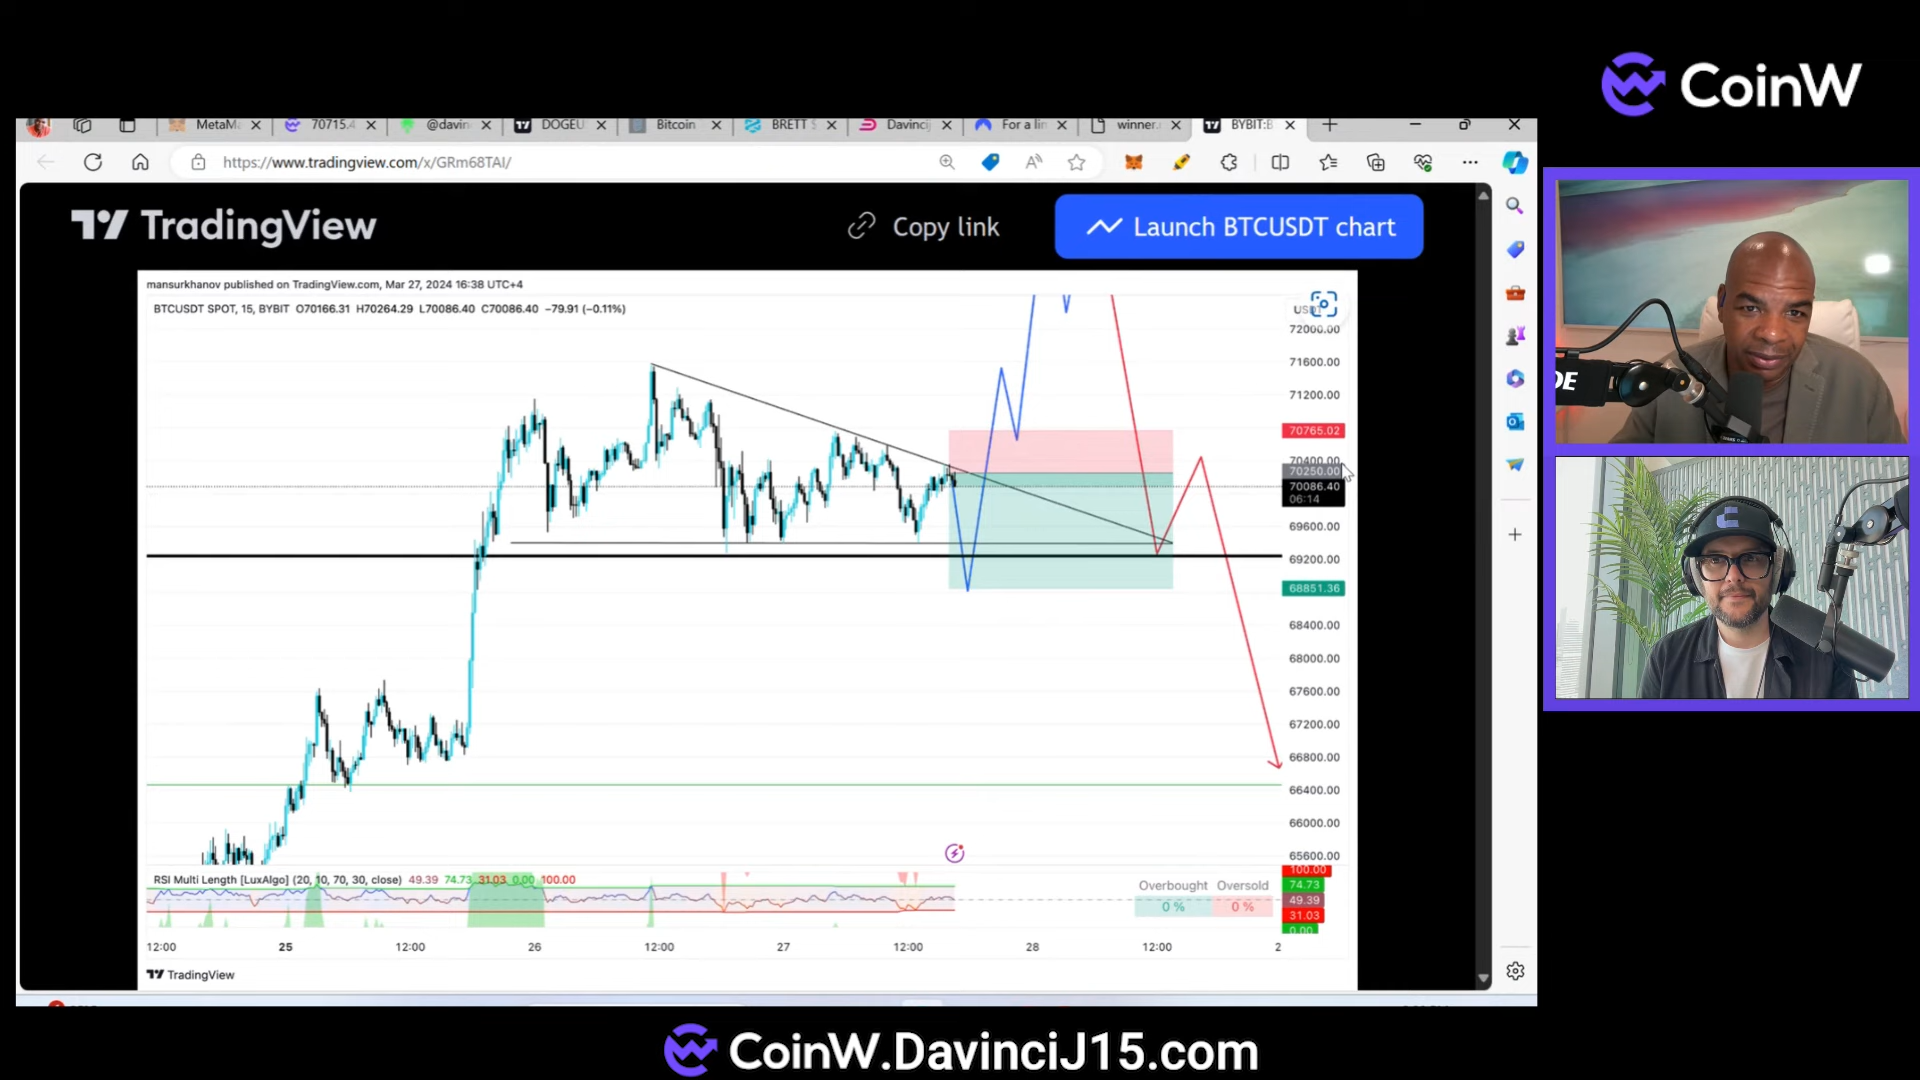 CoinW
MetaMa
70715.4
@davin
DOGEU
Bitcoin
BRETT S
Davincij
For a lin
winner.
BYBIT:B
https://www.tradingview.com/x/GRm68TAI/
TradingView
Copy link
Launch BTCUSDT chart
mansurkhanov published on TradingView.com, Mar 27, 2024 16:38 UTC+4
BTCUSDT SPOT, 15, BYBIT O70166.31 H70264.29 L70086.40 C70086.40 −79.91 (−0.11%)
72000.00
71600.00
71200.00
70765.02
70400.00
70250.00
70086.40
06:14
69600.00
69200.00
68851.36
68400.00
68000.00
67600.00
67200.00
66800.00
66400.00
66000.00
65600.00
RSI Multi Length [LuxAlgo] (20, 10, 70, 30, close) 49.39 74.73 31.03 0.00 100.00
Overbought Oversold
0 % 0 %
100.00
74.73
49.39
31.03
0.00
12:00 25 12:00 26 12:00 27 12:00 28 12:00 2
TradingView
DE
CoinW.DavinciJ15.com